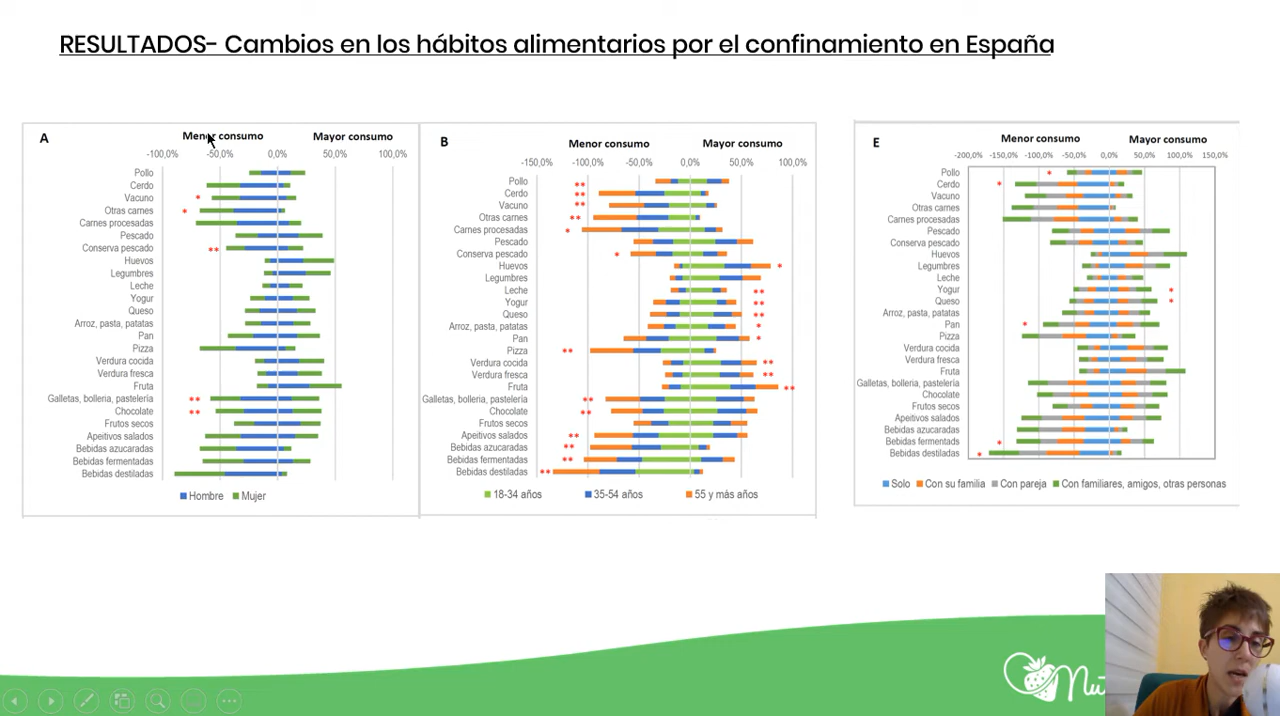 RESULTADOS- Cambios en los hábitos alimentarios por el confinamiento en España
A
Menor consumo Mayor consumo
-100,0% -50,0% 0,0% 50,0% 100,0%
Pollo
Cerdo
* Vacuno
* Otras carnes
Carnes procesadas
Pescado
** Conserva pescado
Huevos
Legumbres
Leche
Yogur
Queso
Arroz, pasta, patatas
Pan
Pizza
Verdura cocida
Verdura fresca
Fruta
Galletas, bolleria, pastelería **
Chocolate **
Frutos secos
Apeitivos salados
Bebidas azucaradas
Bebidas fermentadas
Bebidas destiladas
Hombre Mujer
B
Menor consumo Mayor consumo
-150,0% -100,0% -50,0% 0,0% 50,0% 100,0%
Pollo
Cerdo **
Vacuno **
Otras carnes **
Carnes procesadas *
Pescado
Conserva pescado *
Huevos *
Legumbres
Leche **
Yogur **
Queso **
Arroz, pasta, patatas *
Pan *
Pizza **
Verdura cocida **
Verdura fresca **
Fruta **
Galletas, bolleria, pastelería **
Chocolate **
Frutos secos
Apeitivos salados **
Bebidas azucaradas **
Bebidas fermentadas **
Bebidas destiladas **
18-34 años 35-54 años 55 y más años
E
Menor consumo Mayor consumo
-200,0% -150,0% -100,0% -50,0% 0,0% 50,0% 100,0% 150,0%
Pollo *
Cerdo *
Vacuno
Otras carnes
Carnes procesadas
Pescado
Conserva pescado
Huevos
Legumbres
Leche
Yogur *
Queso *
Arroz, pasta, patatas
Pan *
Pizza
Verdura cocida
Verdura fresca
Fruta
Galletas, bolleria, pastelería
Chocolate
Frutos secos
Apeitivos salados
Bebidas azucaradas
Bebidas fermentads *
Bebidas destiladas *
Solo Con su familia Con pareja Con familiares, amigos, otras personas